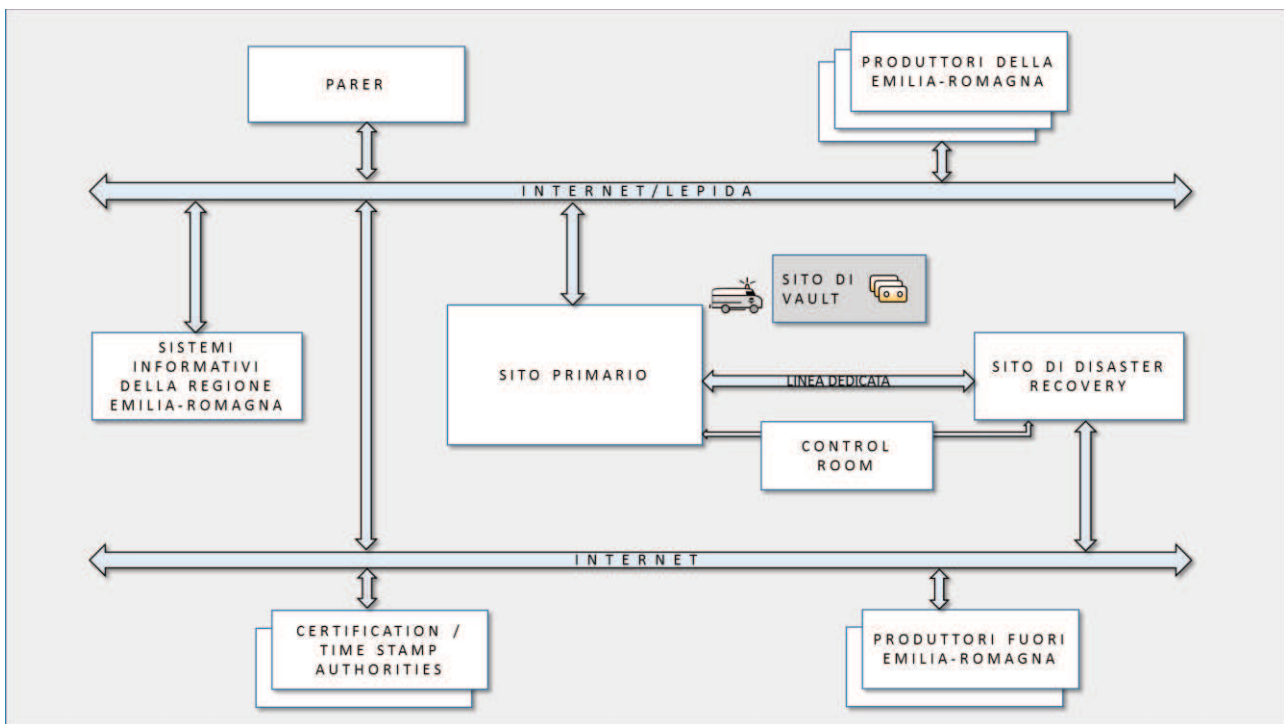 PARER
PRODUTTORI DELLA
EMILIA-ROMAGNA
INTERNET/LEPIDA
SITO DI
VAULT
SISTEMI
INFORMATIVI
DELLA REGIONE
EMILIA-ROMAGNA
SITO PRIMARIO
LINEA DEDICATA
SITO DI DISASTER
RECOVERY
CONTROL
ROOM
INTERNET
CERTIFICATION /
TIME STAMP
AUTHORITIES
PRODUTTORI FUORI
EMILIA-ROMAGNA